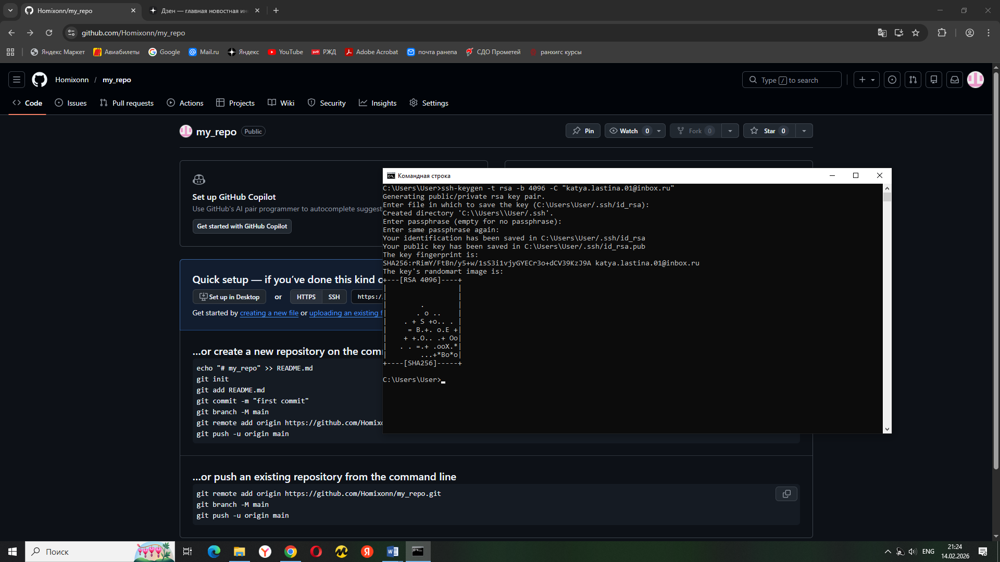 Homixonn/my_repo
Дзен — главная новостная ин
github.com/Homixonn/my_repo
Яндекс Маркет
Авиабилеты
Google
Mail.ru
Яндекс
YouTube
РЖД
Adobe Acrobat
почта ранепа
СДО Прометей
ранхигс курсы
Homixonn / my_repo
Type / to search
Code
Issues
Pull requests
Actions
Projects
Wiki
Security
Insights
Settings
my_repo Public
Pin
Watch 0
Fork 0
Star 0
Set up GitHub Copilot
Use GitHub's AI pair programmer to autocomplete suggest
Get started with GitHub Copilot
Quick setup — if you've done this kind o
Set up in Desktop or HTTPS SSH https:/
Get started by creating a new file or uploading an existing f
...or create a new repository on the com
echo "# my_repo" >> README.md
git init
git add README.md
git commit -m "first commit"
git branch -M main
git remote add origin https://github.com/Homixo
git push -u origin main
...or push an existing repository from the command line
git remote add origin https://github.com/Homixonn/my_repo.git
git branch -M main
git push -u origin main
Командная строка
C:\Users\User>ssh-keygen -t rsa -b 4096 -C "katya.lastina.01@inbox.ru"
Generating public/private rsa key pair.
Enter file in which to save the key (C:\Users\User/.ssh/id_rsa):
Created directory 'C:\\Users\\User/.ssh'.
Enter passphrase (empty for no passphrase):
Enter same passphrase again:
Your identification has been saved in C:\Users\User/.ssh/id_rsa
Your public key has been saved in C:\Users\User/.ssh/id_rsa.pub
The key fingerprint is:
SHA256:rRimY/FtBn/y5+w/1sS3i1vjyGYECr3o+dCV39KzJ9A katya.lastina.01@inbox.ru
The key's randomart image is:
+---[RSA 4096]----+
|                 |
|                 |
|        .        |
|       . o ..    |
|    . + S +o.. . |
|     = B.+. o.E +|
|    + +.O.. .+ Oo|
|   . . =.+ .ooX.*|
|        ...+*Bo*o|
+----[SHA256]-----+
C:\Users\User>
Поиск
ENG
21:24
14.02.2026